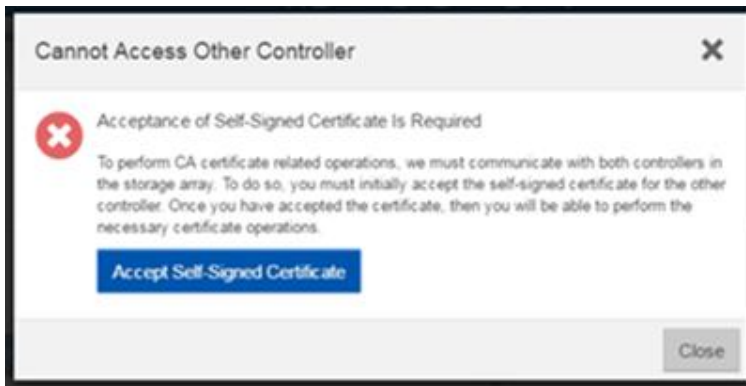 Cannot Access Other Controller
Acceptance of Self-Signed Certificate Is Required
To perform CA certificate related operations, we must communicate with both controllers in
the storage array. To do so, you must initially accept the self-signed certificate for the other
controller. Once you have accepted the certificate, then you will be able to perform the
necessary certificate operations.
Accept Self-Signed Certificate
Close